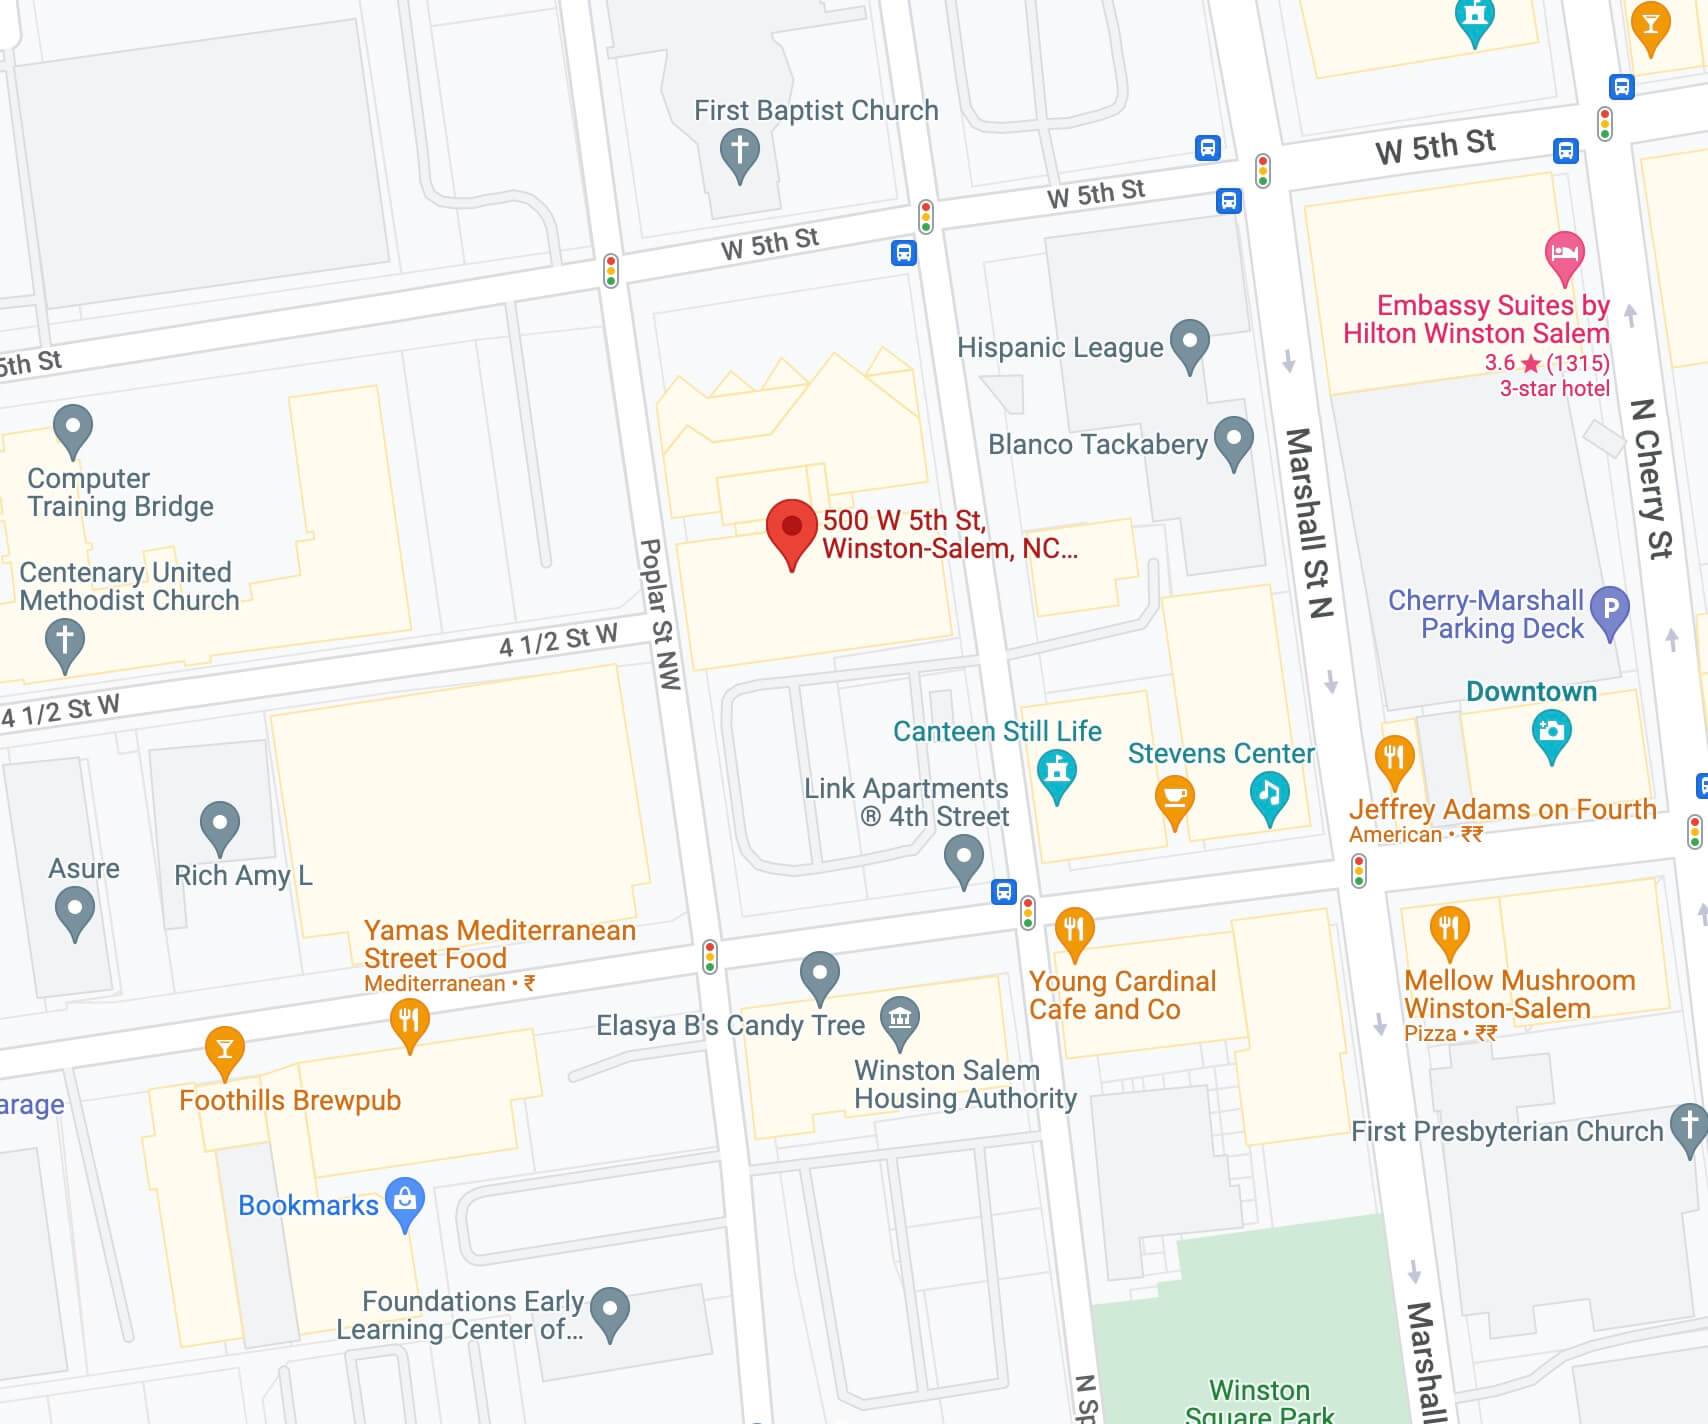 First Baptist Church
W 5th St
W 5th St
W 5th St
5th St
Embassy Suites by
Hilton Winston Salem
3.6 ★ (1315)
3-star hotel
Hispanic League
Blanco Tackabery
Marshall St N
N Cherry St
Computer
Training Bridge
500 W 5th St,
Winston-Salem, NC...
Poplar St NW
Centenary United
Methodist Church
4 1/2 St W
4 1/2 St W
Cherry-Marshall
P
Parking Deck
Downtown
Canteen Still Life
Stevens Center
Link Apartments
® 4th Street
Jeffrey Adams on Fourth
American • ₹₹
Asure
Rich Amy L
Yamas Mediterranean
Street Food
Mediterranean • ₹
Elasya B's Candy Tree
Young Cardinal
Cafe and Co
Mellow Mushroom
Winston-Salem
Pizza • ₹₹
Winston Salem
Housing Authority
Foothills Brewpub
arage
First Presbyterian Church
Bookmarks
Foundations Early
Learning Center of...
N Sp
Marshall
Winston
Square Park